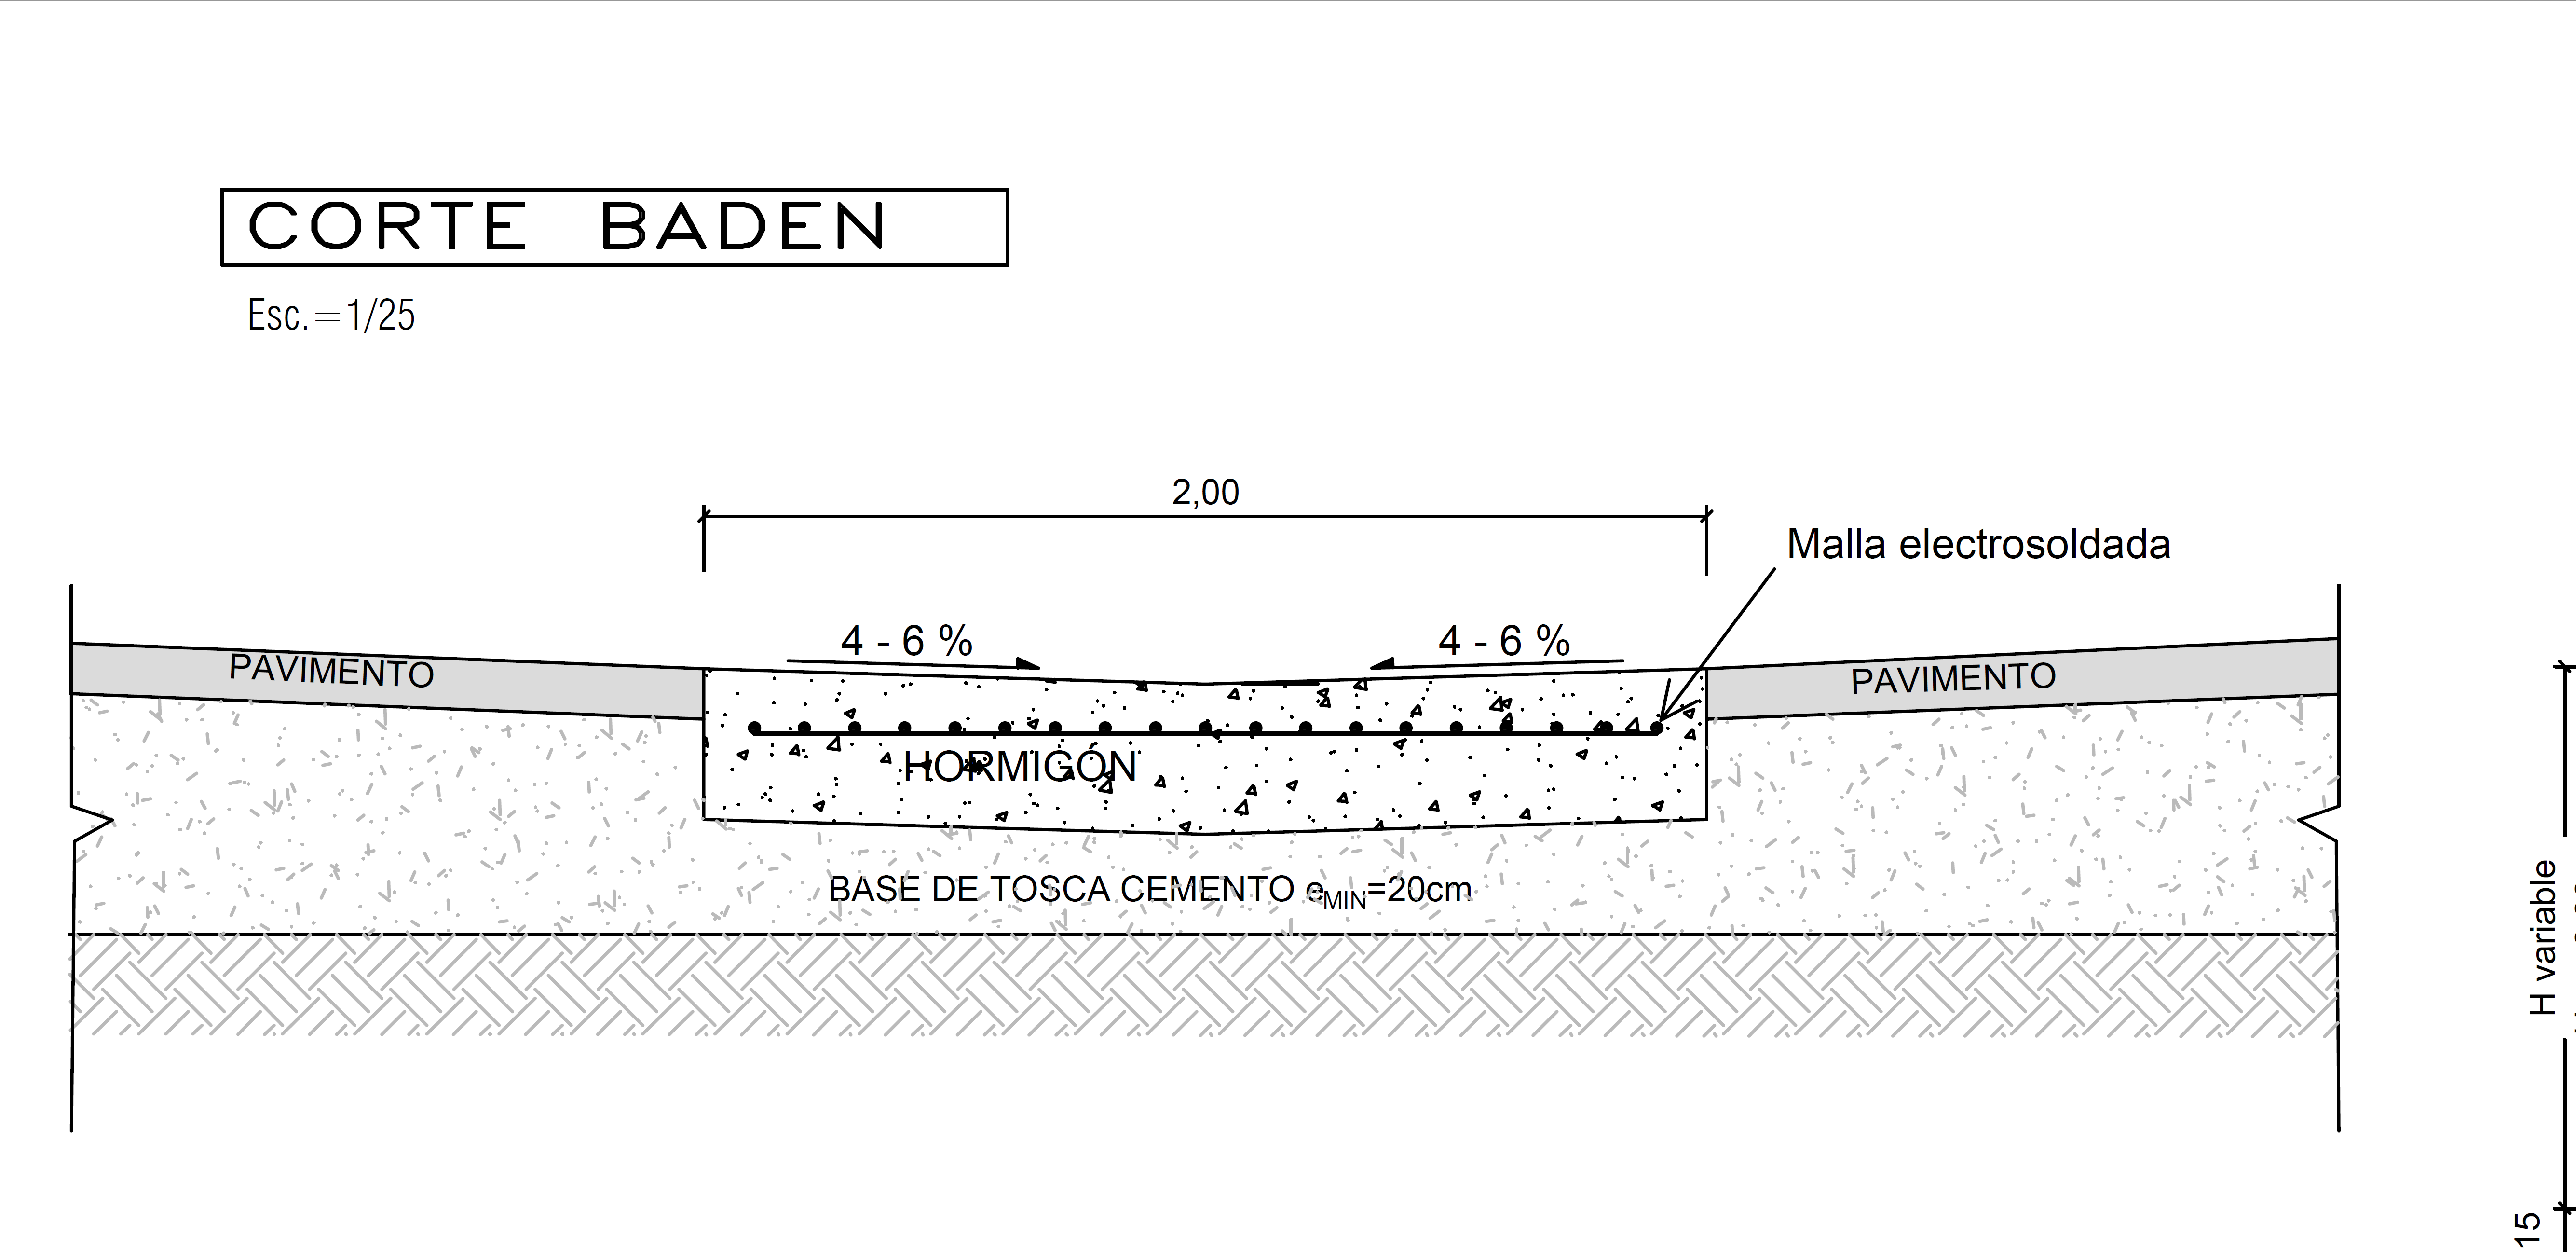 CORTE BADEN
Esc.=1/25
2,00
Malla electrosoldada
4 - 6 %
4 - 6 %
PAVIMENTO
PAVIMENTO
HORMIGON
BASE DE TOSCA CEMENTO eMIN=20cm
H variable
15